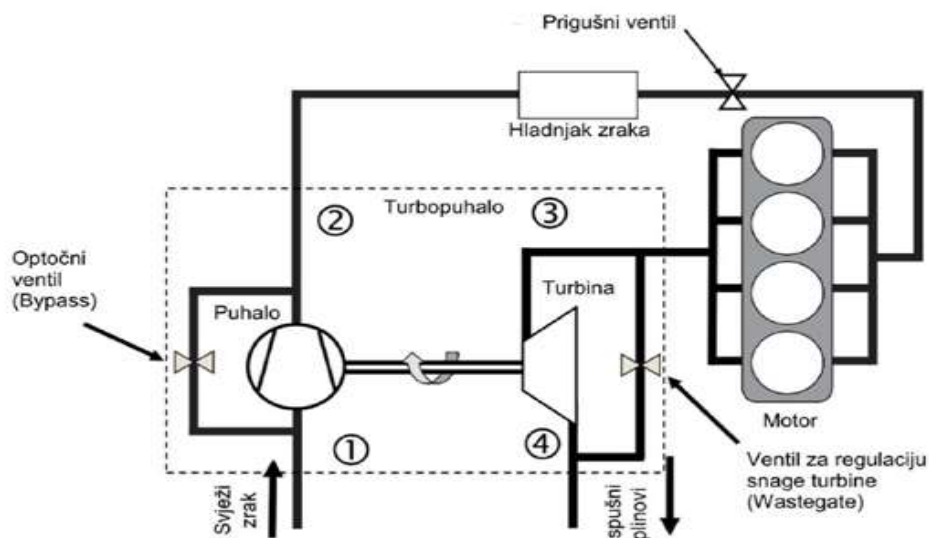 Prigušni ventil
Hladnjak zraka
②
Turbopuhalo
③
Optočni
ventil
(Bypass)
Puhalo
Turbina
①
④
Motor
Ventil za regulaciju
snage turbine
(Wastegate)
Svježi
zrak
spušni
plinovi